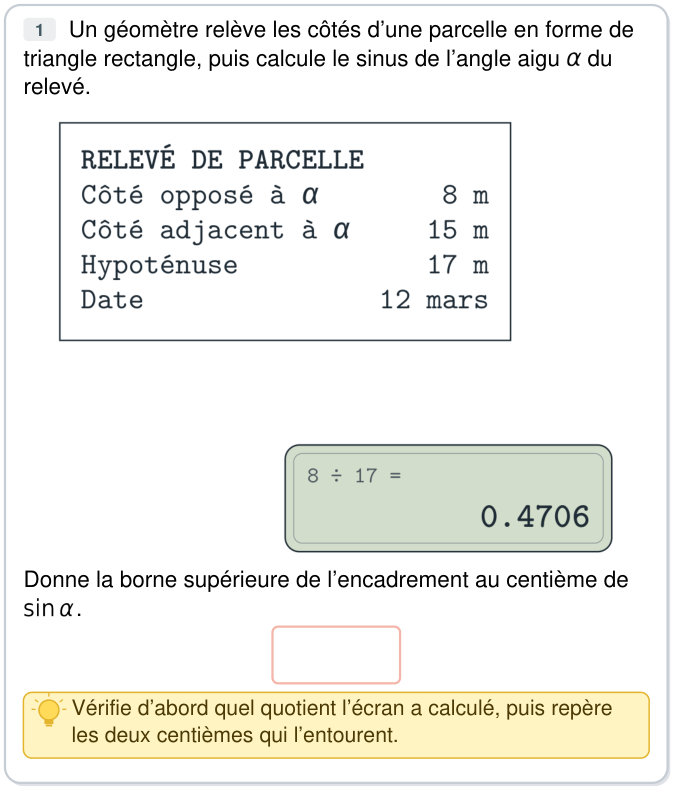 1 Un géomètre relève les côtés d’une parcelle en forme de
triangle rectangle, puis calcule le sinus de l’angle aigu α du
relevé.
RELEVÉ DE PARCELLE
Côté opposé à α 8 m
Côté adjacent à α 15 m
Hypoténuse 17 m
Date 12 mars
8 ÷ 17 =
0.4706
Donne la borne supérieure de l’encadrement au centième de
sin α.
Vérifie d’abord quel quotient l’écran a calculé, puis repère
les deux centièmes qui l’entourent.